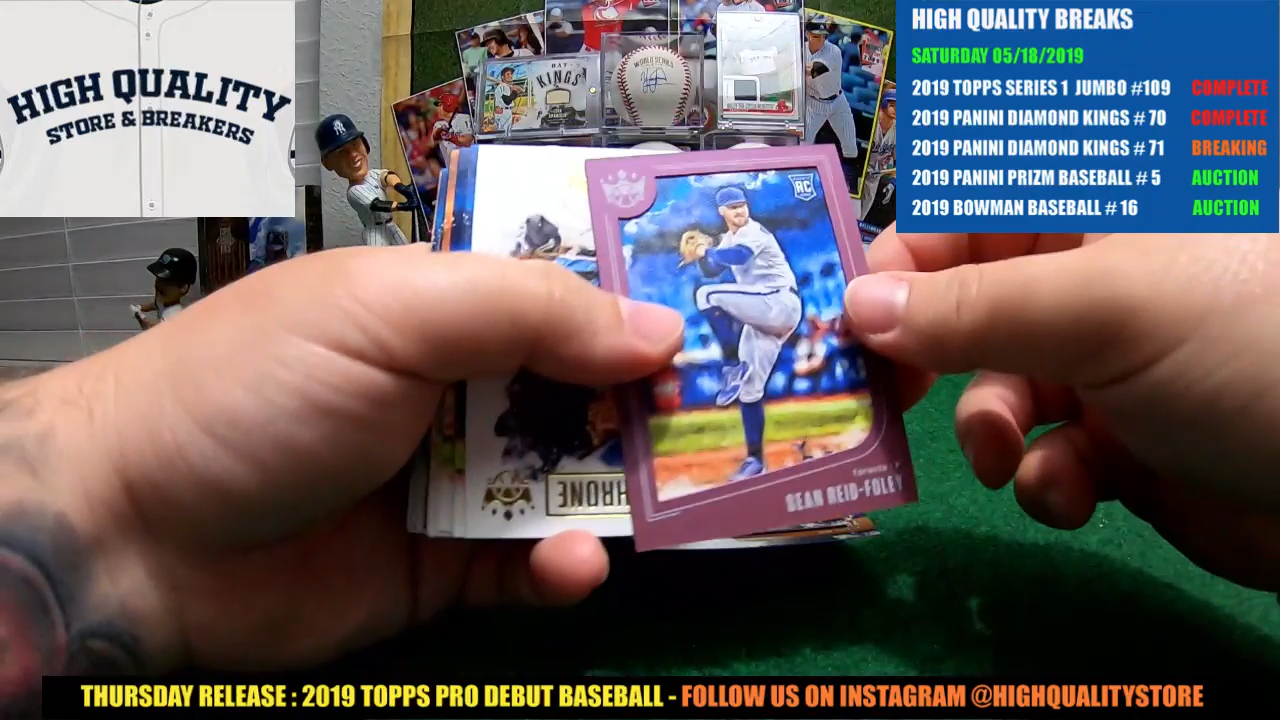 HIGH QUALITY
STORE & BREAKERS
HIGH QUALITY BREAKS
SATURDAY 05/18/2019
2019 TOPPS SERIES 1 JUMBO #109 COMPLETE
2019 PANINI DIAMOND KINGS # 70 COMPLETE
2019 PANINI DIAMOND KINGS # 71 BREAKING
2019 PANINI PRIZM BASEBALL # 5 AUCTION
2019 BOWMAN BASEBALL # 16 AUCTION
BAT
KINGS
WORLD SERIES
RC
HRONE
Toronto P
SEAN REID-FOLEY
THURSDAY RELEASE : 2019 TOPPS PRO DEBUT BASEBALL - FOLLOW US ON INSTAGRAM @HIGHQUALITYSTORE